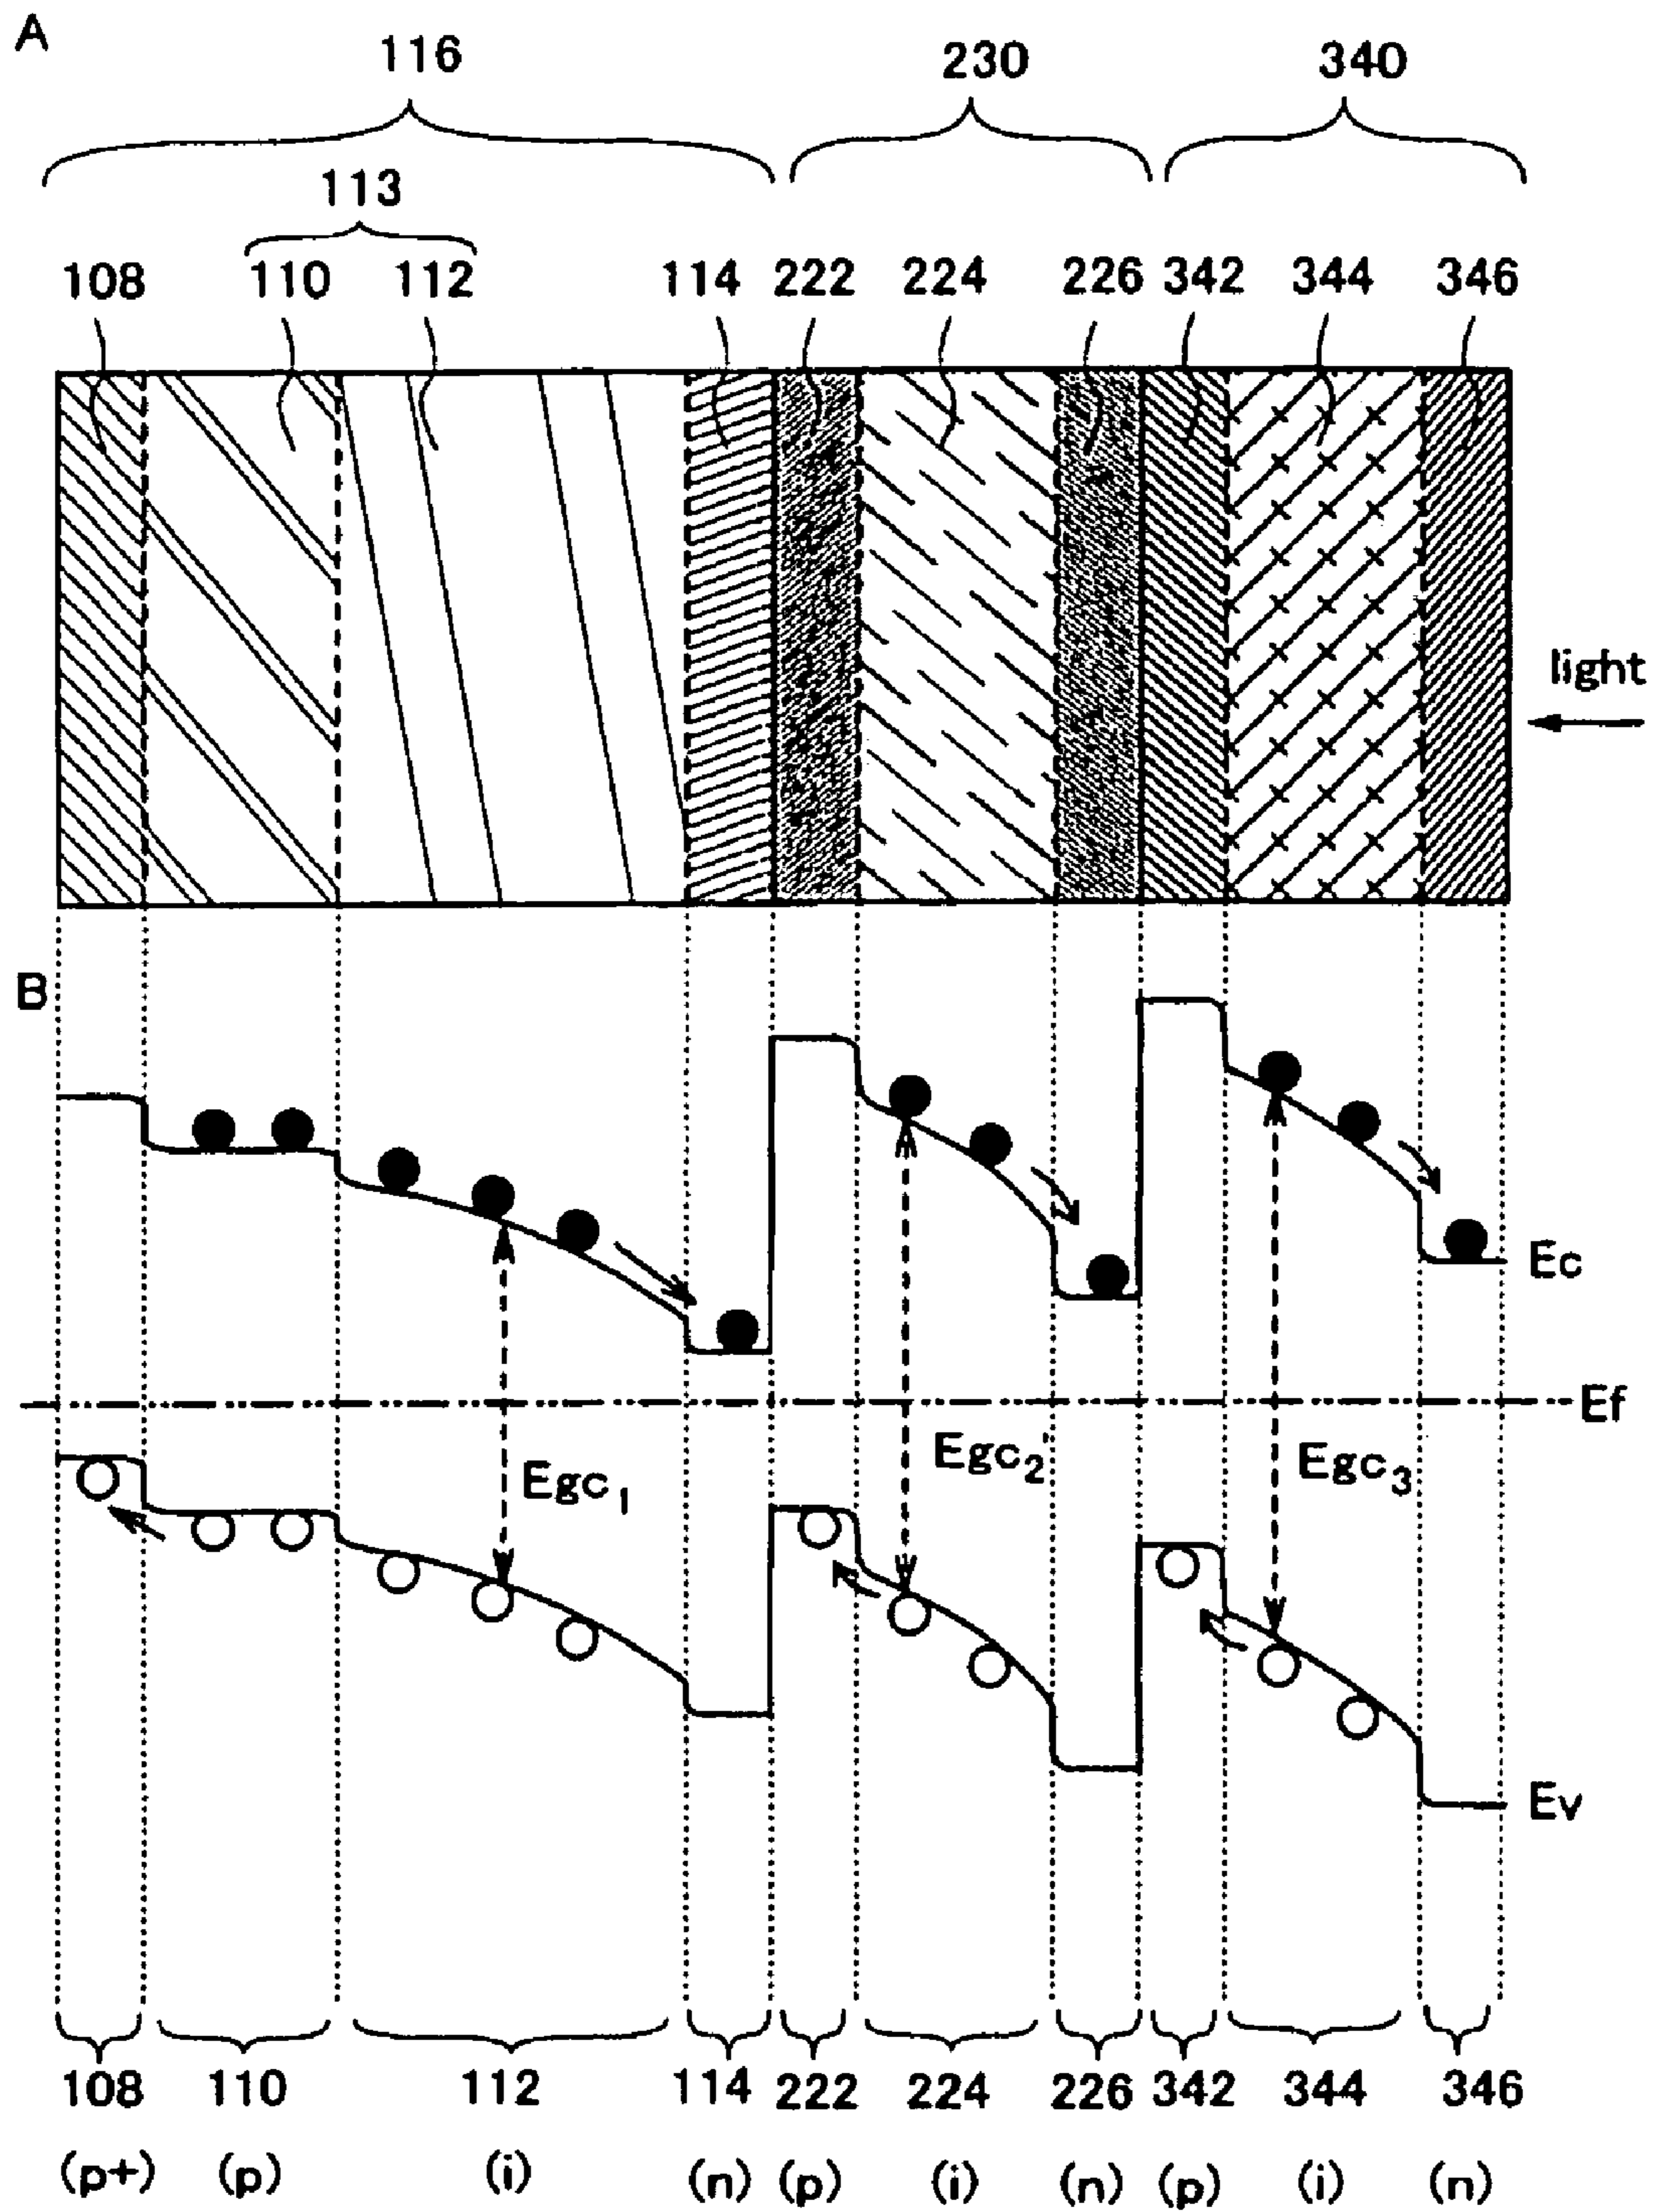 A
116 230 340
113
108 110 112 114 222 224 226 342 344 346
light
B
Ec
Ef
Egc1 Egc2 Egc3
Ev
108 110 112 114 222 224 226 342 344 346
(p+) (p) (i) (n) (p) (i) (n) (p) (i) (n)